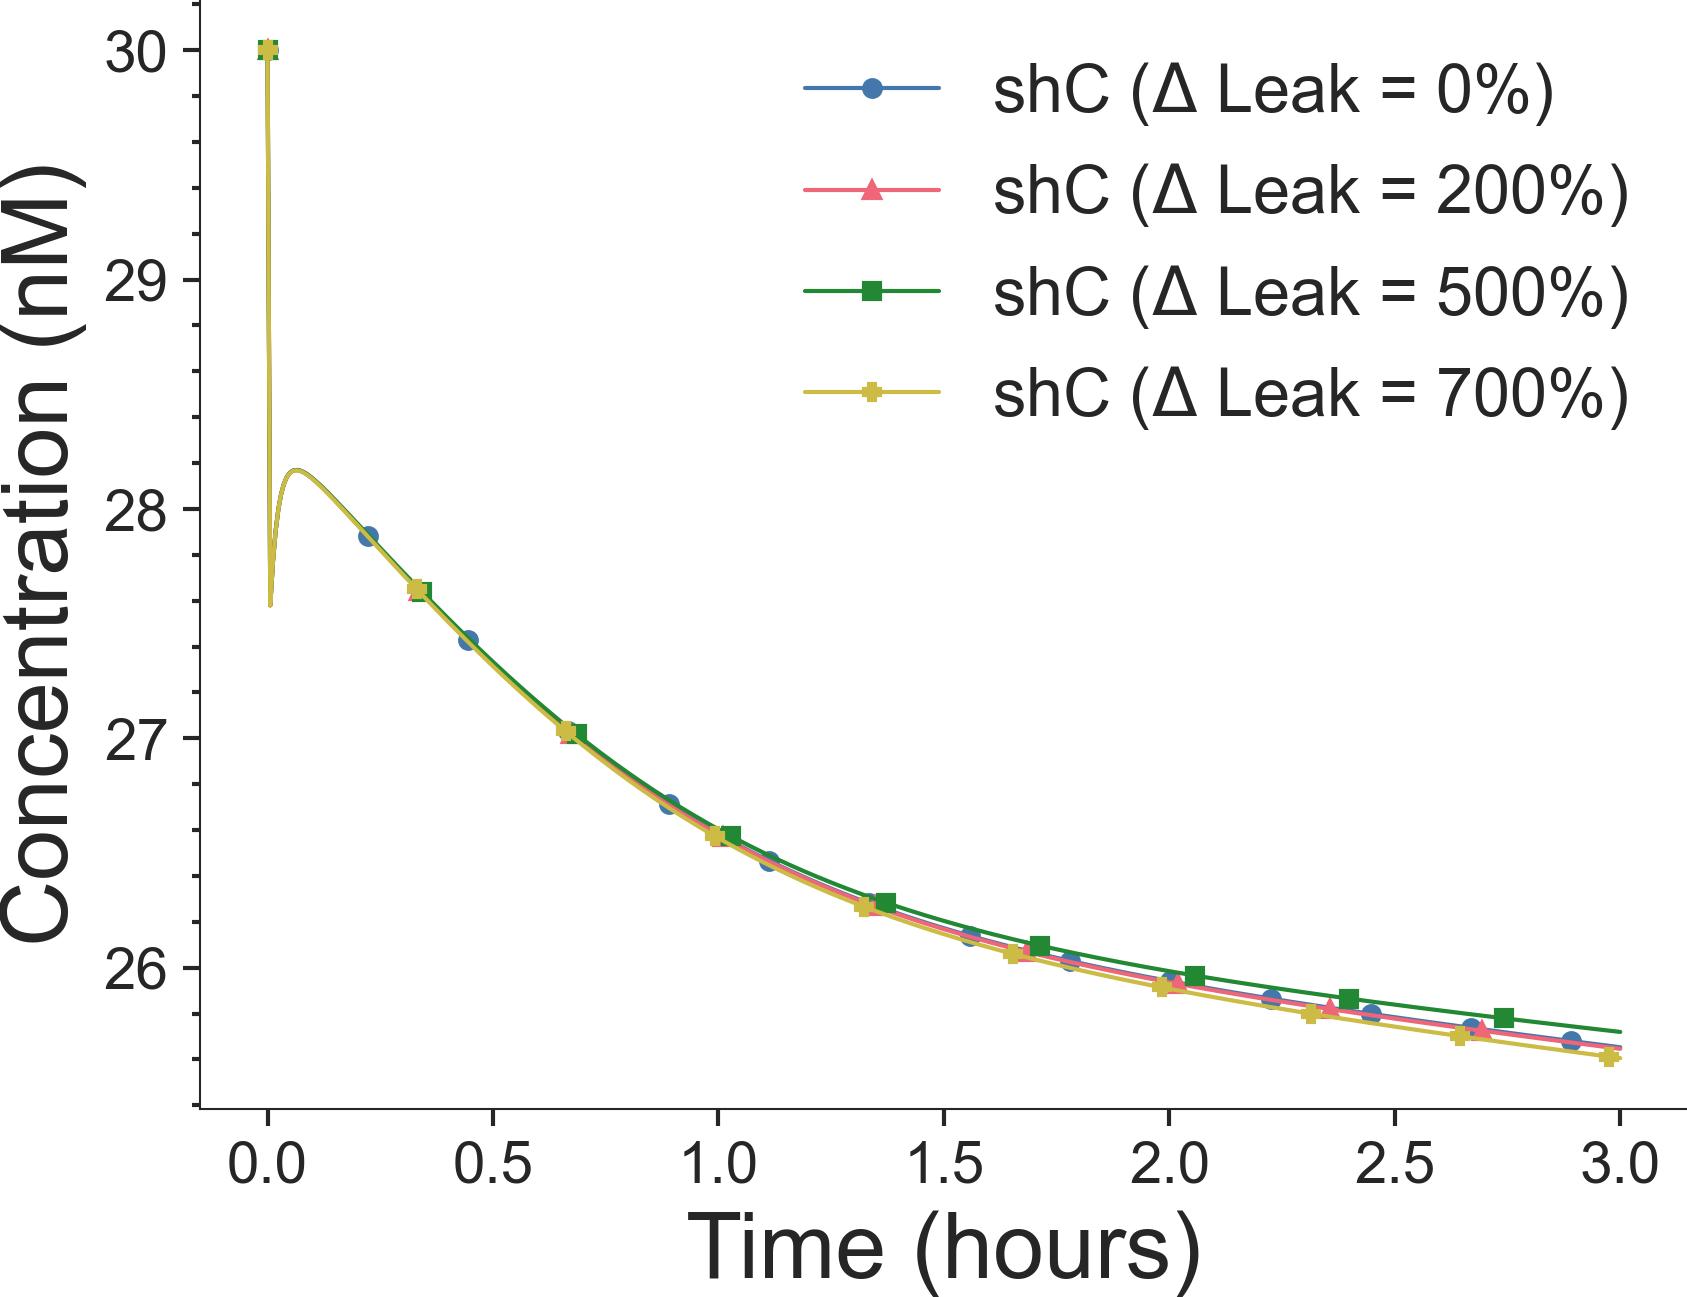 Concentration (nM)
30
29
28
27
26
shC (Δ Leak = 0%)
shC (Δ Leak = 200%)
shC (Δ Leak = 500%)
shC (Δ Leak = 700%)
0.0 0.5 1.0 1.5 2.0 2.5 3.0
Time (hours)